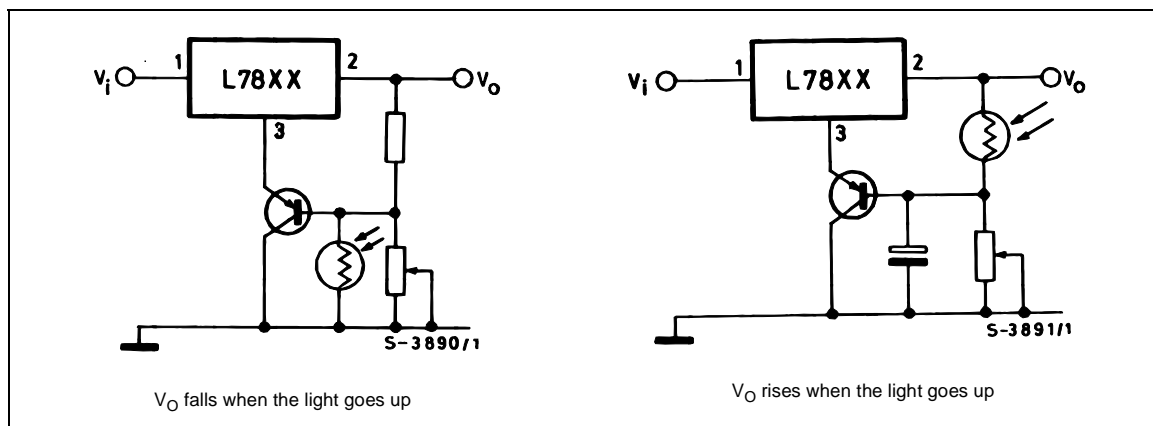 1 L78XX 2
Vi Vo
3
S-3890/1
VO falls when the light goes up
1 L78XX 2
Vi Vo
3
S-3891/1
VO rises when the light goes up